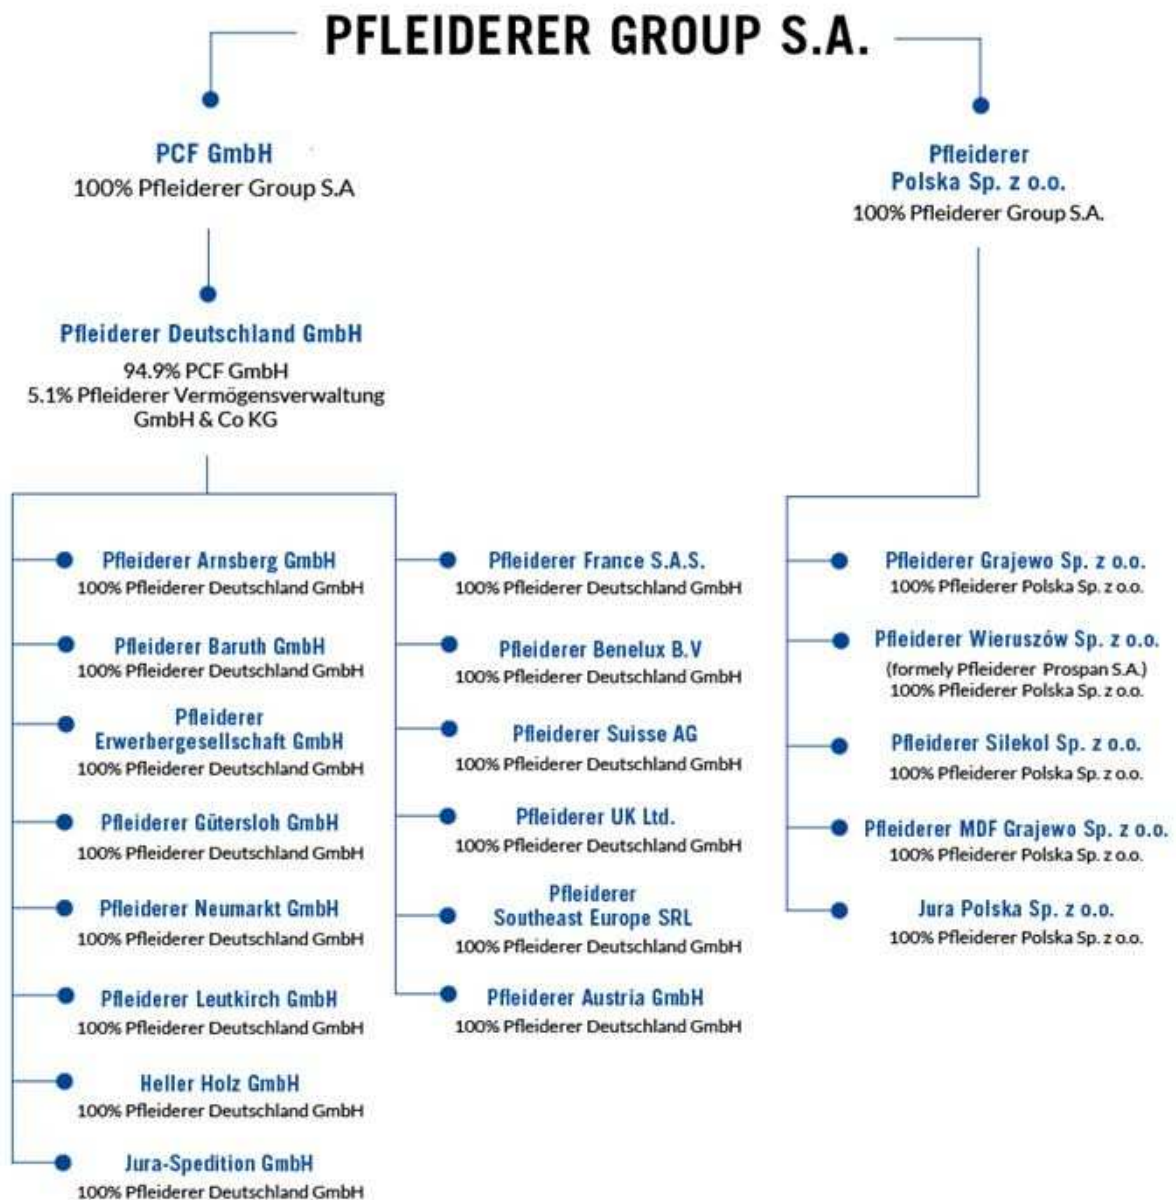 PFLEIDERER GROUP S.A.
PCF GmbH
100% Pfleiderer Group S.A
Pfleiderer
Polska Sp. z o.o.
100% Pfleiderer Group S.A.
Pfleiderer Deutschland GmbH
94.9% PCF GmbH
5.1% Pfleiderer Vermögensverwaltung
GmbH & Co KG
Pfleiderer Arnsberg GmbH
100% Pfleiderer Deutschland GmbH
Pfleiderer Baruth GmbH
100% Pfleiderer Deutschland GmbH
Pfleiderer
Erwerbergesellschaft GmbH
100% Pfleiderer Deutschland GmbH
Pfleiderer Gütersloh GmbH
100% Pfleiderer Deutschland GmbH
Pfleiderer Neumarkt GmbH
100% Pfleiderer Deutschland GmbH
Pfleiderer Leutkirch GmbH
100% Pfleiderer Deutschland GmbH
Heller Holz GmbH
100% Pfleiderer Deutschland GmbH
Jura-Spedition GmbH
100% Pfleiderer Deutschland GmbH
Pfleiderer France S.A.S.
100% Pfleiderer Deutschland GmbH
Pfleiderer Benelux B.V
100% Pfleiderer Deutschland GmbH
Pfleiderer Suisse AG
100% Pfleiderer Deutschland GmbH
Pfleiderer UK Ltd.
100% Pfleiderer Deutschland GmbH
Pfleiderer
Southeast Europe SRL
100% Pfleiderer Deutschland GmbH
Pfleiderer Austria GmbH
100% Pfleiderer Deutschland GmbH
Pfleiderer Grajewo Sp. z o.o.
100% Pfleiderer Polska Sp. z o.o.
Pfleiderer Wieruszów Sp. z o.o.
(formely Pfleiderer Prospan S.A.)
100% Pfleiderer Polska Sp. z o.o.
Pfleiderer Silekol Sp. z o.o.
100% Pfleiderer Polska Sp. z o.o.
Pfleiderer MDF Grajewo Sp. z o.o.
100% Pfleiderer Polska Sp. z o.o.
Jura Polska Sp. z o.o.
100% Pfleiderer Polska Sp. z o.o.